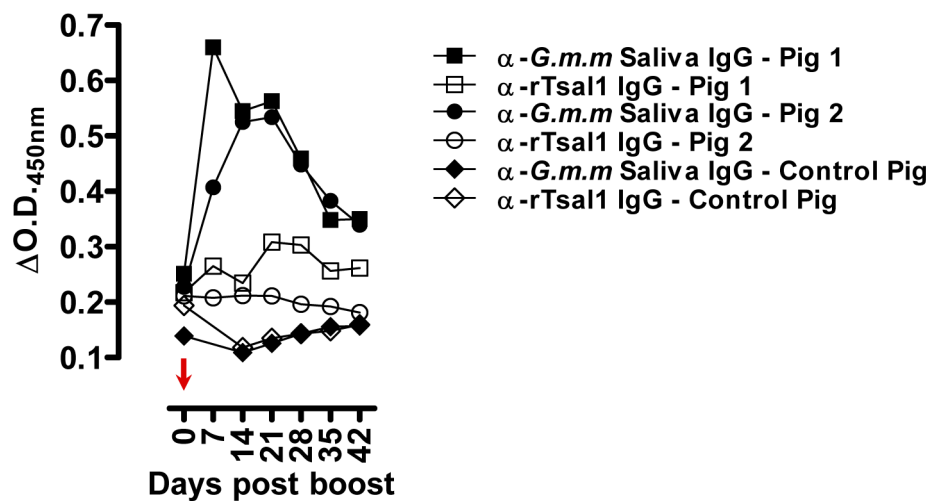 0.7
0.6
0.5
0.4
0.3
0.2
0.1
ΔO.D.450nm
0 7 14 21 28 35 42
Days post boost
α-G.m.m Saliva IgG - Pig 1
α-rTsal1 IgG - Pig 1
α-G.m.m Saliva IgG - Pig 2
α-rTsal1 IgG - Pig 2
α-G.m.m Saliva IgG - Control Pig
α-rTsal1 IgG - Control Pig